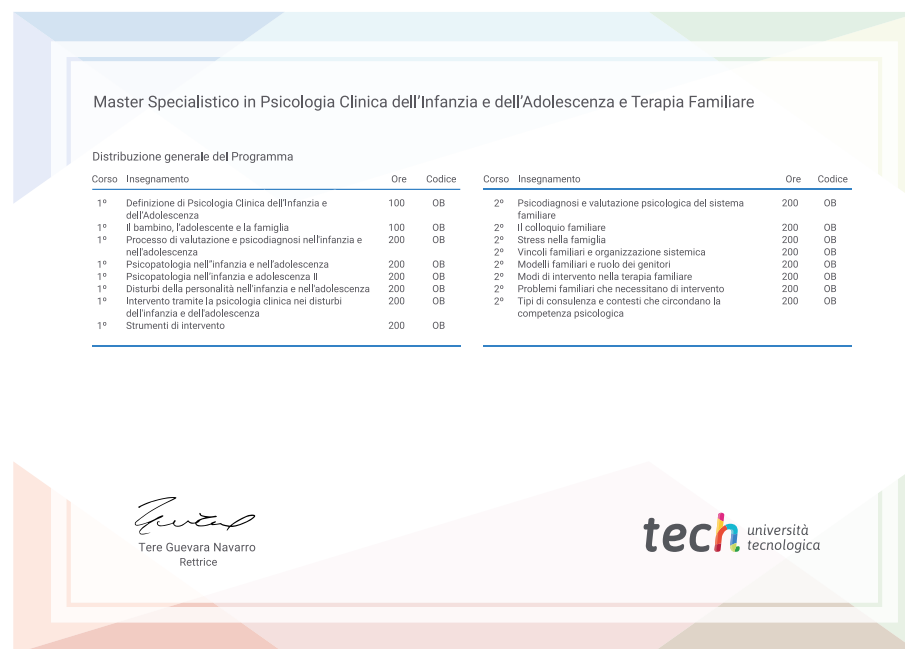 Master Specialistico in Psicologia Clinica dell'Infanzia e dell'Adolescenza e Terapia Familiare
Distribuzione generale del Programma
Corso Insegnamento Ore Codice
1º Definizione di Psicologia Clinica dell'Infanzia e 100 OB
dell'Adolescenza
1º Il bambino, l'adolescente e la famiglia 100 OB
1º Processo di valutazione e psicodiagnosi nell'infanzia e 200 OB
nell'adolescenza
1º Psicopatologia nell''infanzia e nell'adolescenza 200 OB
1º Psicopatologia nell'infanzia e adolescenza II 200 OB
1º Disturbi della personalità nell'infanzia e nell'adolescenza 200 OB
1º Intervento tramite la psicologia clinica nei disturbi 200 OB
dell'infanzia e dell'adolescenza
1º Strumenti di intervento 200 OB
Corso Insegnamento Ore Codice
2º Psicodiagnosi e valutazione psicologica del sistema 200 OB
familiare
2º Il colloquio familiare 200 OB
2º Stress nella famiglia 200 OB
2º Vincoli familiari e organizzazione sistemica 200 OB
2º Modelli familiari e ruolo dei genitori 200 OB
2º Modi di intervento nella terapia familiare 200 OB
2º Problemi familiari che necessitano di intervento 200 OB
2º Tipi di consulenza e contesti che circondano la 200 OB
competenza psicologica
Tere Guevara Navarro
Rettrice
tech università
tecnologica